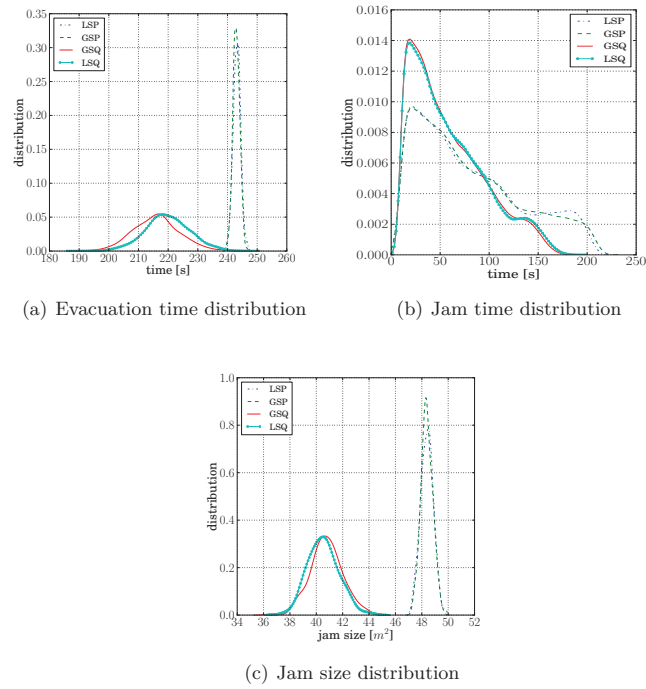 0.35
0.30
0.25
0.20
0.15
0.10
0.05
0.00
distribution
LSP
GSP
GSQ
LSQ
180 190 200 210 220 230 240 250 260
time [s]
(a) Evacuation time distribution
0.016
0.014
0.012
0.010
0.008
0.006
0.004
0.002
0.000
distribution
LSP
GSP
GSQ
LSQ
0 50 100 150 200 250
time [s]
(b) Jam time distribution
1.0
0.8
0.6
0.4
0.2
0.0
distribution
LSP
GSP
GSQ
LSQ
34 36 38 40 42 44 46 48 50 52
jam size [m²]
(c) Jam size distribution